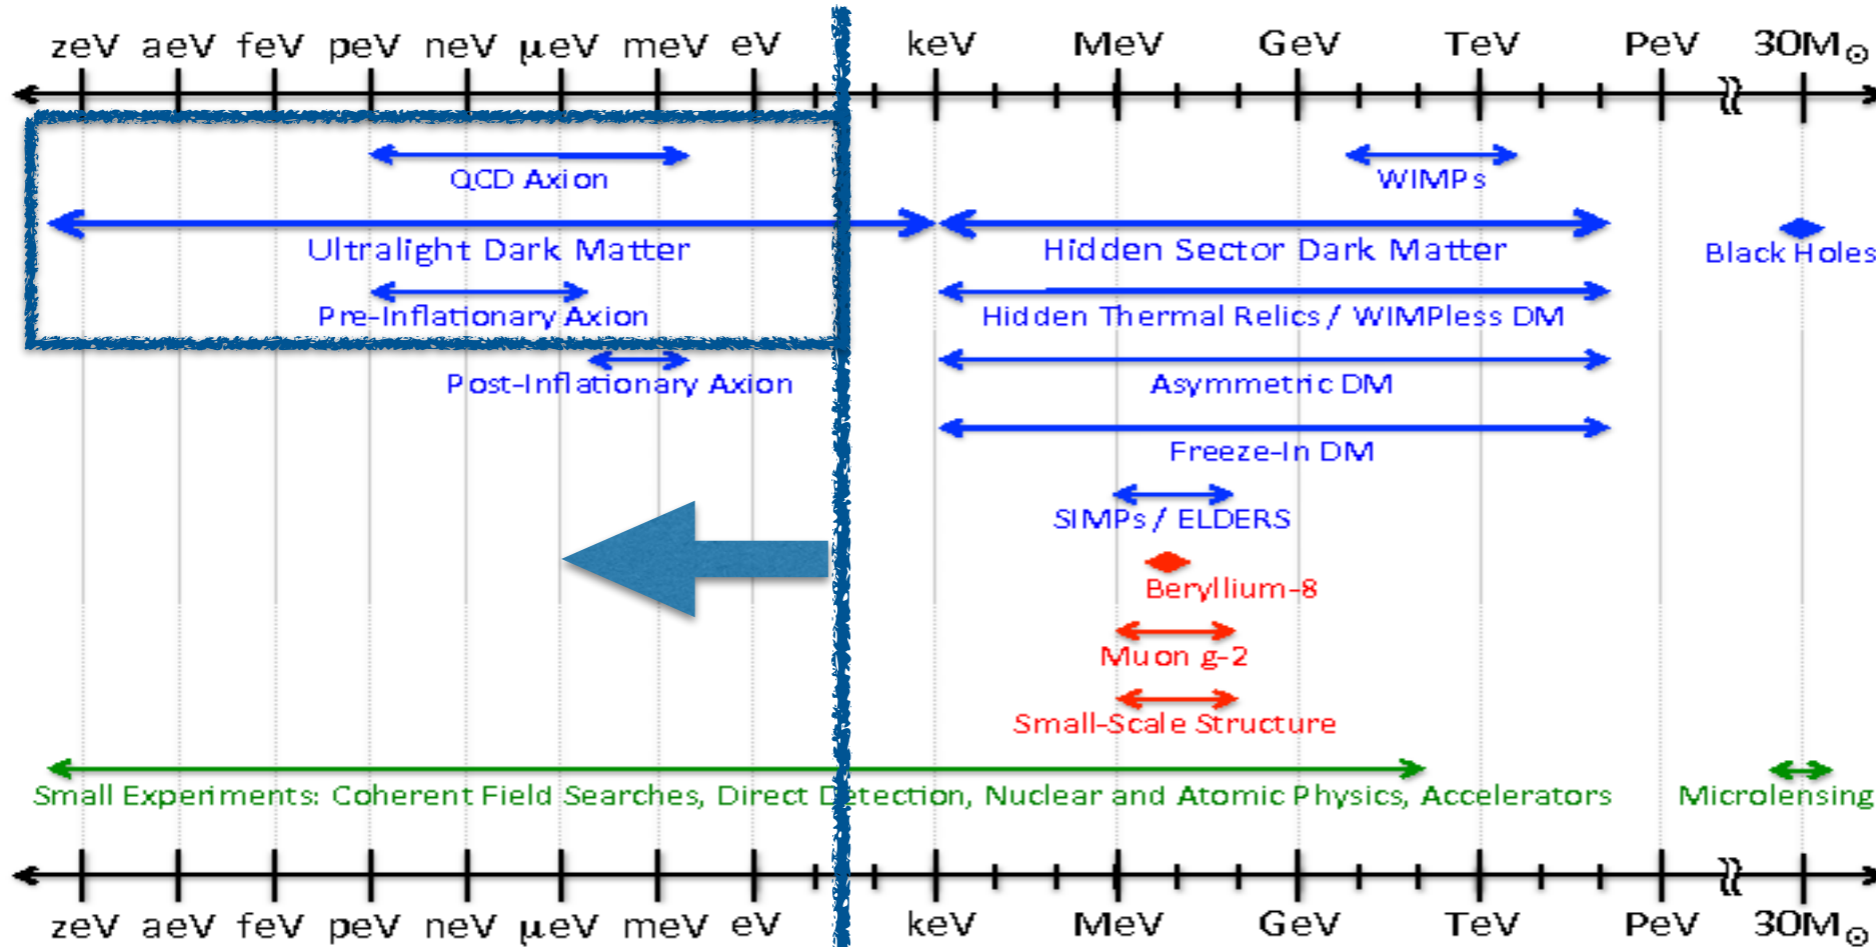 zeV aeV feV peV neV μeV meV eV keV MeV GeV TeV PeV 30M⊙
QCD Axion WIMPs
Ultralight Dark Matter Hidden Sector Dark Matter Black Holes
Pre-Inflationary Axion Hidden Thermal Relics / WIMPless DM
Post-Inflationary Axion Asymmetric DM
Freeze-In DM
SIMPs / ELDERS
Beryllium-8
Muon g-2
Small-Scale Structure
Small Experiments: Coherent Field Searches, Direct Detection, Nuclear and Atomic Physics, Accelerators Microlensing
zeV aeV feV peV neV μeV meV eV keV MeV GeV TeV PeV 30M⊙